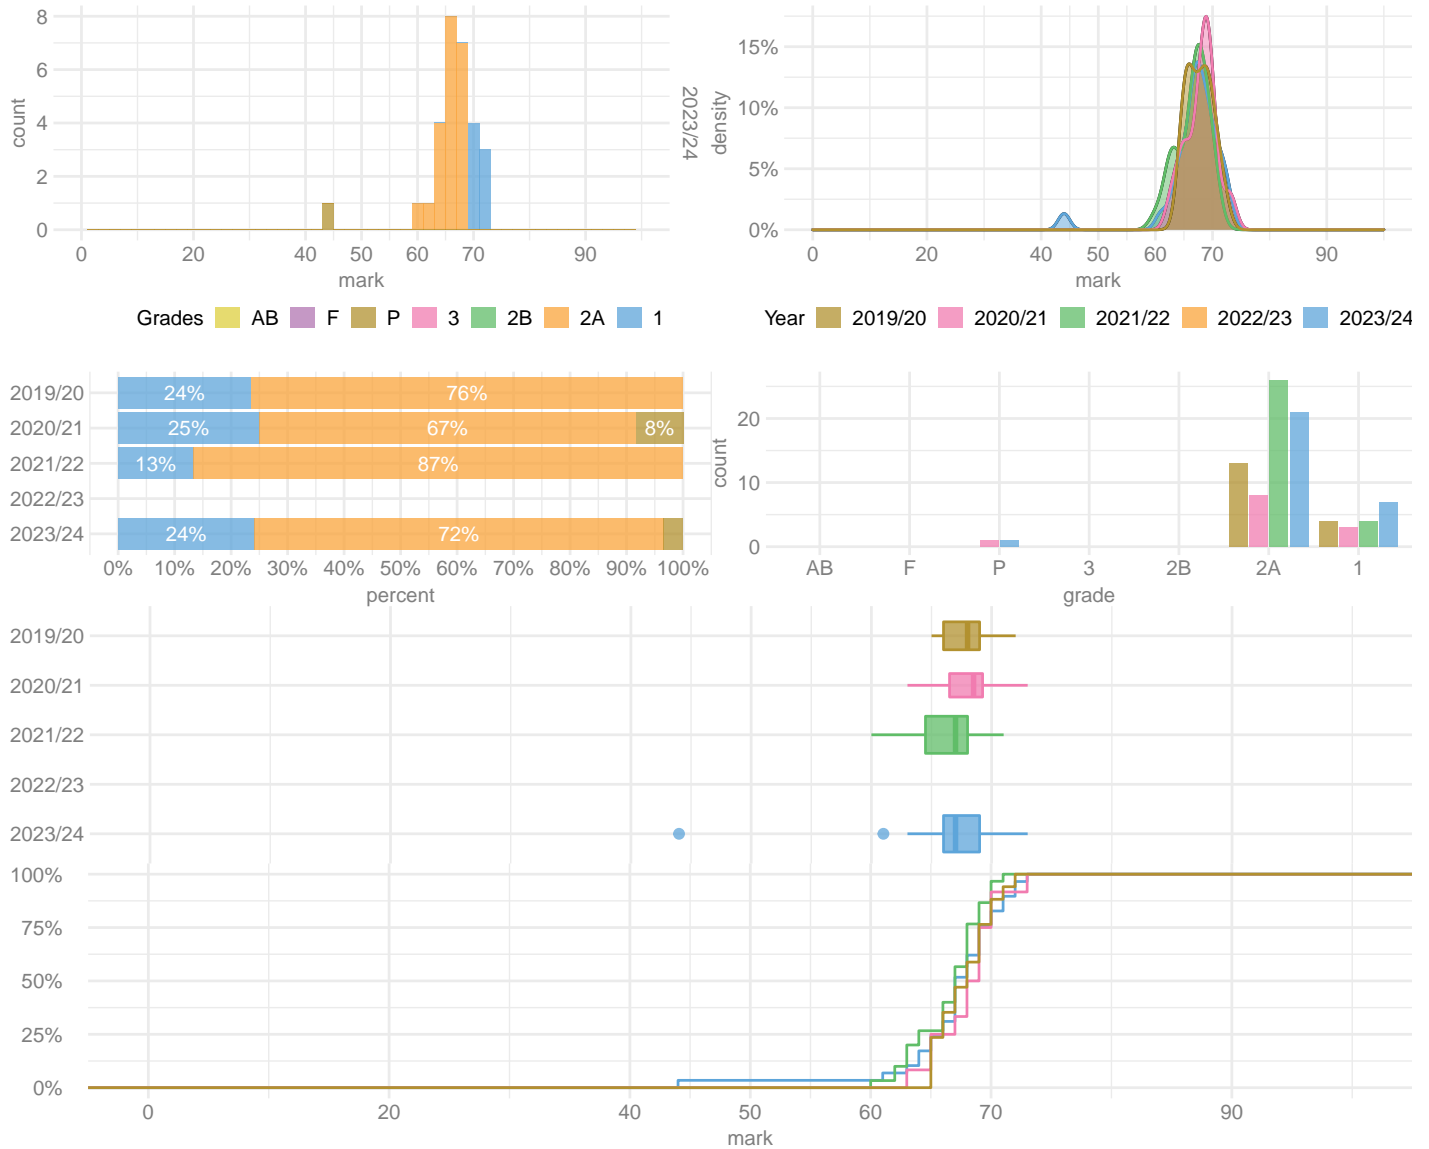 8
6
4
2
0
count
0 20 40 50 60 70 90
mark
2023/24
15%
10%
5%
0%
density
0 20 40 50 60 70 90
mark
Grades AB F P 3 2B 2A 1
Year 2019/20 2020/21 2021/22 2022/23 2023/24
2019/20 24% 76%
2020/21 25% 67% 8%
2021/22 13% 87%
2022/23
2023/24 24% 72%
0% 10% 20% 30% 40% 50% 60% 70% 80% 90% 100%
percent
20
10
0
count
AB F P 3 2B 2A 1
grade
2019/20
2020/21
2021/22
2022/23
2023/24
100%
75%
50%
25%
0%
0 20 40 60 70 90
mark